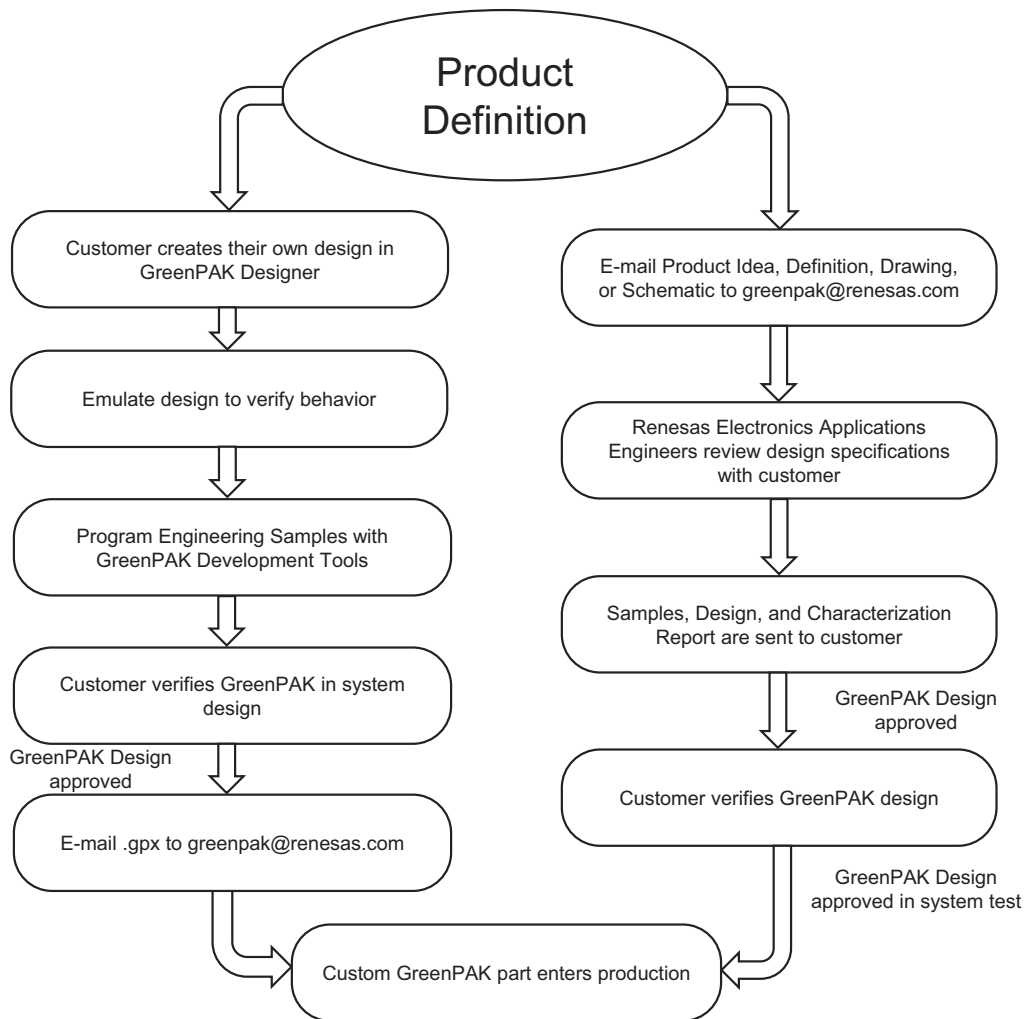 Product
Definition
Customer creates their own design in
GreenPAK Designer
Emulate design to verify behavior
Program Engineering Samples with
GreenPAK Development Tools
Customer verifies GreenPAK in system
design
GreenPAK Design
approved
E-mail .gpx to greenpak@renesas.com
E-mail Product Idea, Definition, Drawing,
or Schematic to greenpak@renesas.com
Renesas Electronics Applications
Engineers review design specifications
with customer
Samples, Design, and Characterization
Report are sent to customer
GreenPAK Design
approved
Customer verifies GreenPAK design
GreenPAK Design
approved in system test
Custom GreenPAK part enters production